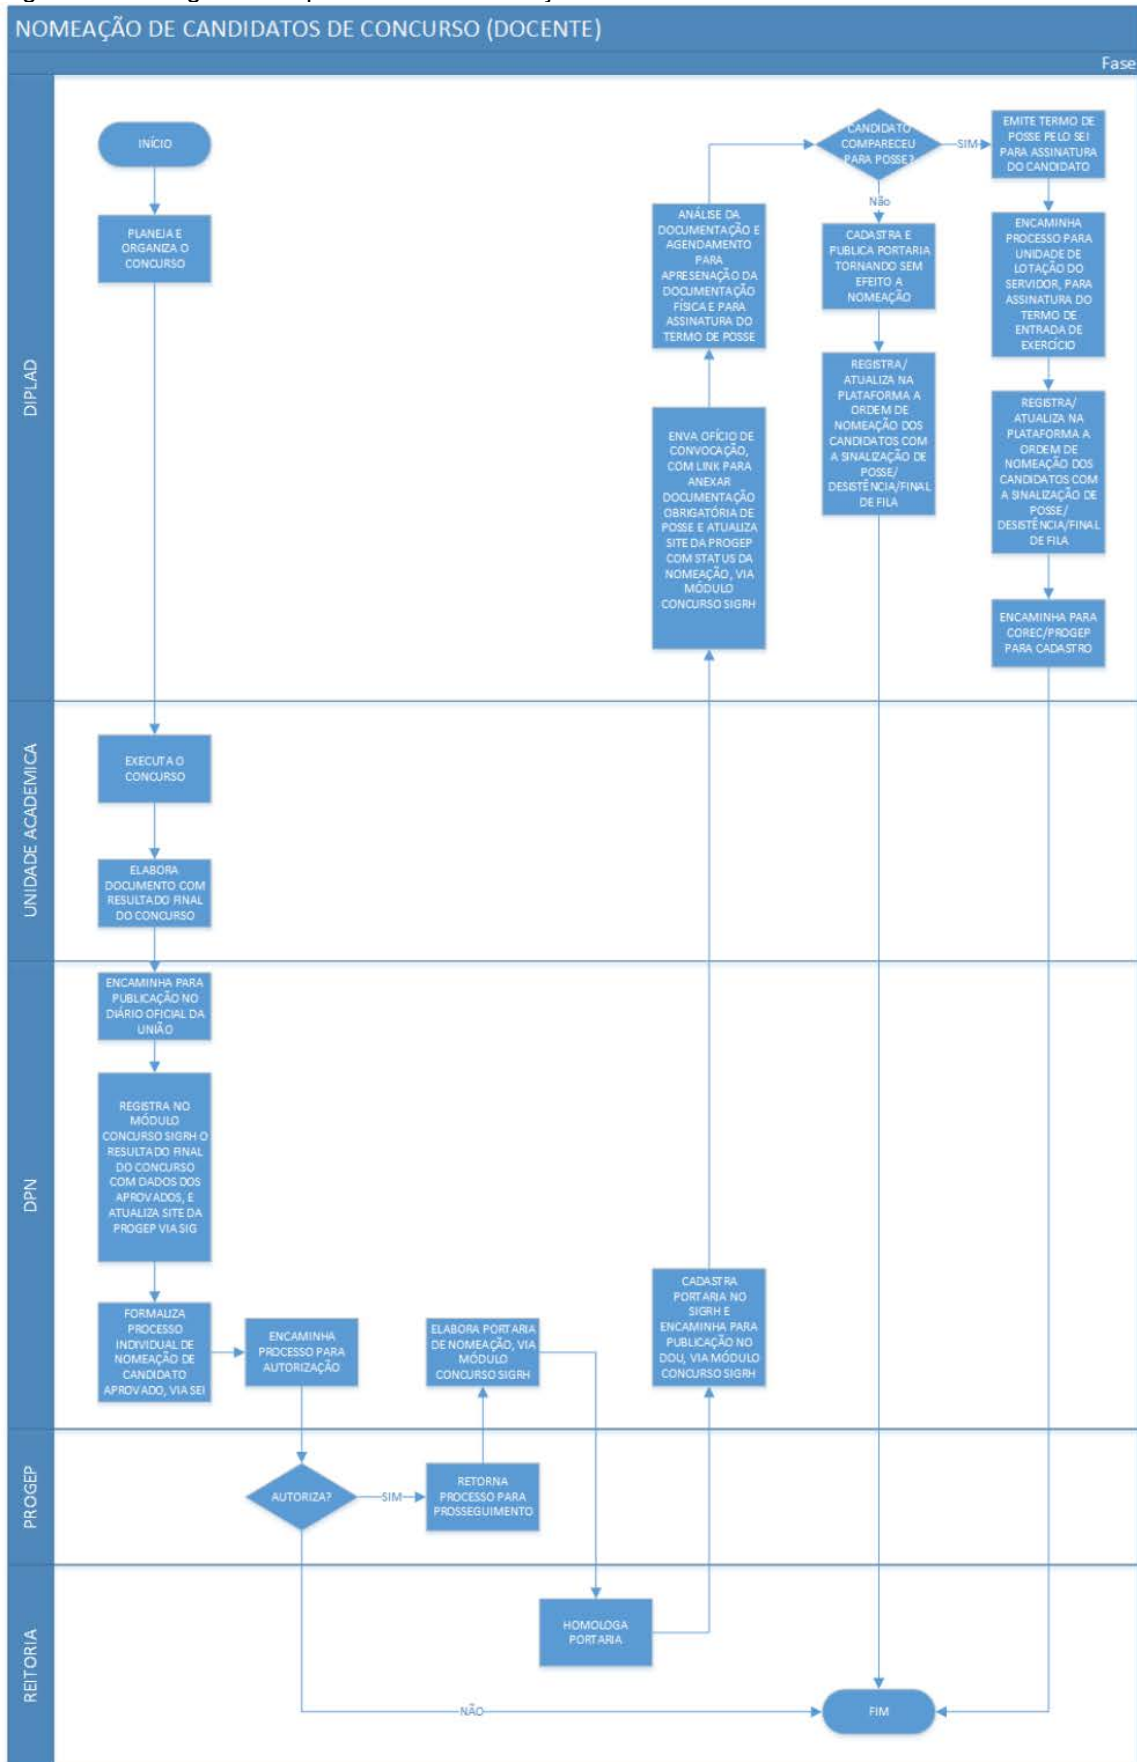 NOMEAÇÃO DE CANDIDATOS DE CONCURSO (DOCENTE)
Fase
DIPLAD
INÍCIO
PLANEJA E
ORGANIZA O
CONCURSO
ANÁLISE DA
DOCUMENTAÇÃO E
AGENDAMENTO
PARA
APRESENAÇÃO DA
DOCUMENTAÇÃO
FÍSICA E PARA
ASSINATURA DO
TERMO DE POSSE
ENVA OFÍCIO DE
CONVOCAÇÃO,
COM LINK PARA
ANEXAR
DOCUMENTAÇÃO
OBRIGATÓRIA DE
POSSE E ATUALIZA
SITE DA PROGEP
COM STATUS DA
NOMEAÇÃO, VIA
MÓDULO
CONCURSO SIGRH
CANDIDATO
COMPARECEU
PARA POSSE?
SIM
Não
CADASTRA E
PUBLICA PORTARIA
TORNANDO SEM
EFEITO A
NOMEAÇÃO
REGISTRA/
ATUALIZA NA
PLATAFORMA A
ORDEM DE
NOMEAÇÃO DOS
CANDIDATOS COM
A SINALIZAÇÃO DE
POSSE/
DESISTÊNCIA/FINAL
DE FILA
EMITE TERMO DE
POSSE PELO SEI
PARA ASSINATURA
DO CANDIDATO
ENCAMINHA
PROCESSO PARA
UNIDADE DE
LOTAÇÃO DO
SERVIDOR, PARA
ASSINATURA DO
TERMO DE
ENTRADA DE
EXERCÍCIO
REGISTRA/
ATUALIZA NA
PLATAFORMA A
ORDEM DE
NOMEAÇÃO DOS
CANDIDATOS COM
A SINALIZAÇÃO DE
POSSE/
DESISTÊNCIA/FINAL
DE FILA
ENCAMINHA PARA
COREC/PROGEP
PARA CADASTRO
UNIDADE ACADEMICA
EXECUTA O
CONCURSO
ELABORA
DOCUMENTO COM
RESULTADO FINAL
DO CONCURSO
DPN
ENCAMINHA PARA
PUBLICAÇÃO NO
DIÁRIO OFICIAL DA
UNIÃO
REGISTRA NO
MÓDULO
CONCURSO SIGRH O
RESULTADO FINAL
DO CONCURSO
COM DADOS DOS
APROVADOS, E
ATUALIZA SITE DA
PROGEP VIA SIG
FORMALIZA
PROCESSO
INDIVIDUAL DE
NOMEAÇÃO DE
CANDIDATO
APROVADO, VIA SEI
ENCAMINHA
PROCESSO PARA
AUTORIZAÇÃO
ELABORA PORTARIA
DE NOMEAÇÃO, VIA
MÓDULO
CONCURSO SIGRH
CADASTRA
PORTARIA NO
SIGRH E
ENCAMINHA PARA
PUBLICAÇÃO NO
DOU, VIA MÓDULO
CONCURSO SIGRH
PROGEP
AUTORIZA?
SIM
RETORNA
PROCESSO PARA
PROSSEGUIMENTO
REITORIA
HOMOLOGA
PORTARIA
NÃO
FIM